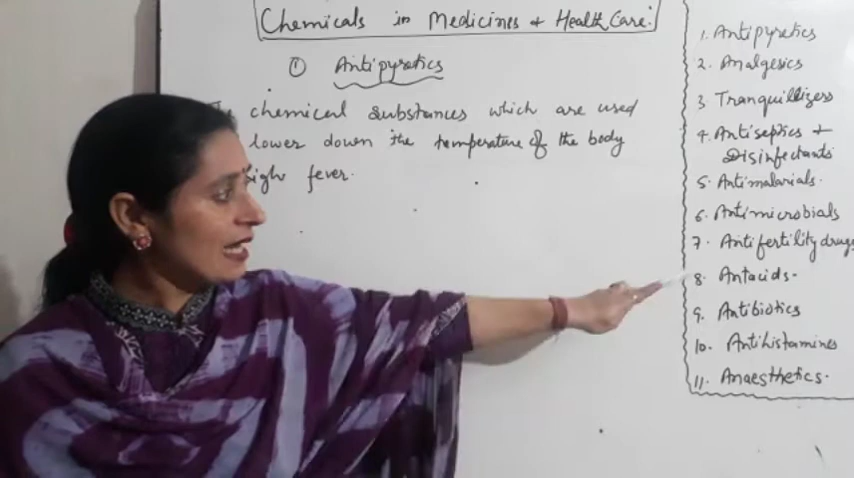 Chemicals in Medicines & Health Care:
① Antipyretics
chemical substances which are used
lower down the temperature of the body
fever.
1. Antipyretics
2. Analgesics
3 Tranquillizers
4. Antiseptics &
Disinfectants
5. Antimalarials.
6. Antimicrobials
7. Antifertility drugs
8. Antacids.
9. Antibiotics
10. Antihistamines
11. Anaesthetics.